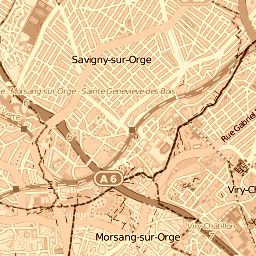 Savigny-sur-Orge
Morsang sur Orge
Sainte Geneviève des Bois
Rue Gabriel
A 6
Viry-Ch
Viry-Châtillon
Morsang-sur-Orge